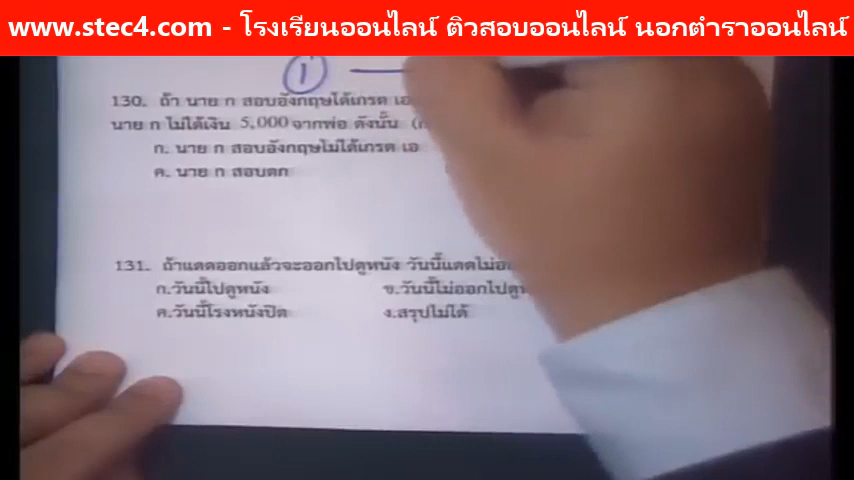 www.stec4.com - โรงเรียนออนไลน์ ติวสอบออนไลน์ นอกตำราออนไลน์
1
130. ถ้า นาย ก สอบอังกฤษได้เกรด เอ
นาย ก ไม่ได้เงิน 5,000 จากพ่อ ดังนั้น
ก. นาย ก สอบอังกฤษไม่ได้เกรด เอ
ค. นาย ก สอบตก
131. ถ้าแดดออกแล้วจะออกไปดูหนัง วันนี้แดดไม่
ก.วันนี้ไปดูหนัง ข.วันนี้ไม่ออกไปดู
ค.วันนี้โรงหนังปิด ง.สรุปไม่ได้